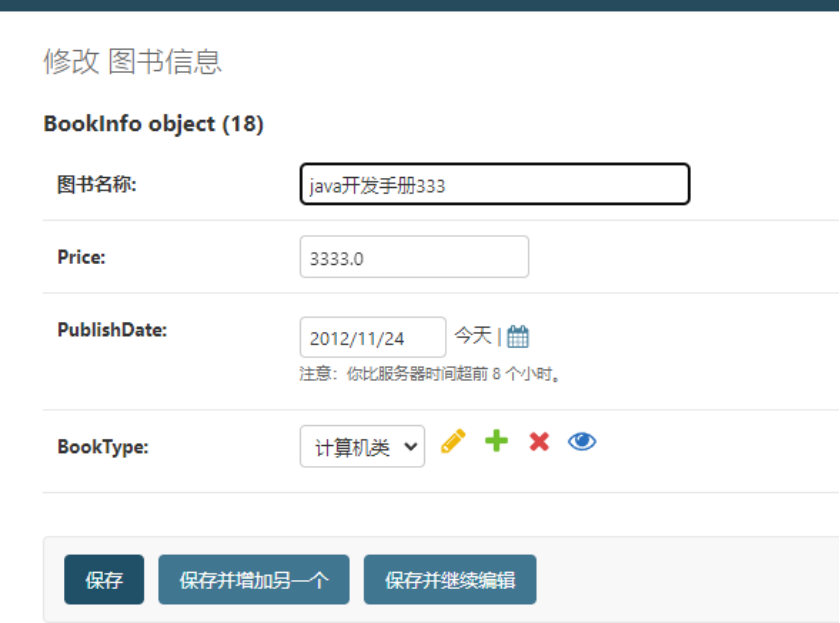 修改 图书信息
BookInfo object (18)
图书名称: java开发手册333
Price: 3333.0
PublishDate: 2012/11/24 今天 |
注意：你比服务器时间超前 8 个小时。
BookType: 计算机类
保存 保存并增加另一个 保存并继续编辑